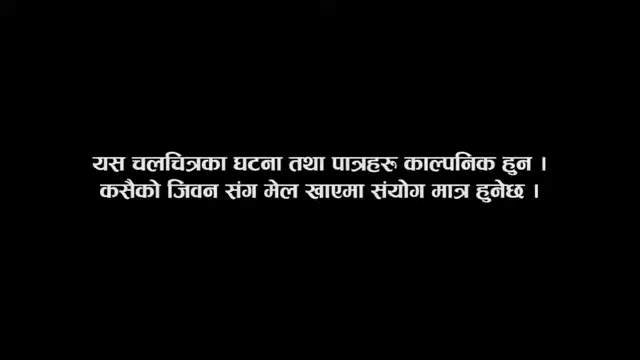 यस चलचित्रका घटना तथा पात्रहरू काल्पनिक हुन ।
कसैको जिवन संग मेल खाएमा संयोग मात्र हुनेछ ।